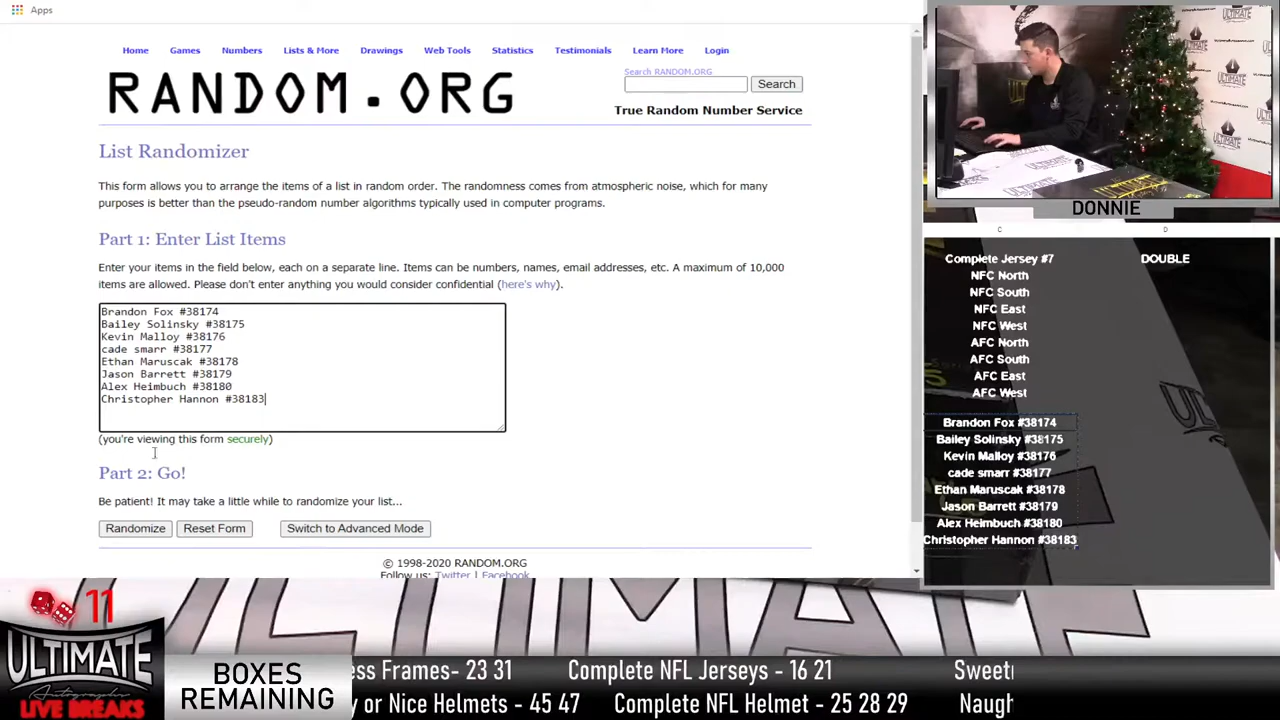 Apps
Home Games Numbers Lists & More Drawings Web Tools Statistics Testimonials Learn More Login
RANDOM.ORG
Search RANDOM.ORG
Search
True Random Number Service
List Randomizer
This form allows you to arrange the items of a list in random order. The randomness comes from atmospheric noise, which for many
purposes is better than the pseudo-random number algorithms typically used in computer programs.
Part 1: Enter List Items
Enter your items in the field below, each on a separate line. Items can be numbers, names, email addresses, etc. A maximum of 10,000
items are allowed. Please don't enter anything you would consider confidential (here's why).
Brandon Fox #38174
Bailey Solinsky #38175
Kevin Malloy #38176
cade smarr #38177
Ethan Maruscak #38178
Jason Barrett #38179
Alex Heimbuch #38180
Christopher Hannon #38183
(you're viewing this form securely)
Part 2: Go!
Be patient! It may take a little while to randomize your list...
Randomize Reset Form Switch to Advanced Mode
© 1998-2020 RANDOM.ORG
Follow us: Twitter | Facebook
ULTIMATE
ULTIMATE
ULTIMATE
DONNIE
C D
Complete Jersey #7 DOUBLE
NFC North
NFC South
NFC East
NFC West
AFC North
AFC South
AFC East
AFC West
Brandon Fox #38174
Bailey Solinsky #38175
Kevin Malloy #38176
cade smarr #38177
Ethan Maruscak #38178
Jason Barrett #38179
Alex Heimbuch #38180
Christopher Hannon #38183
11
ULTIMATE
Autographs
LIVE BREAKS
BOXES
REMAINING
ess Frames- 23 31 Complete NFL Jerseys - 16 21 Sweet
y or Nice Helmets - 45 47 Complete NFL Helmet - 25 28 29 Naugh
ULTIMATE